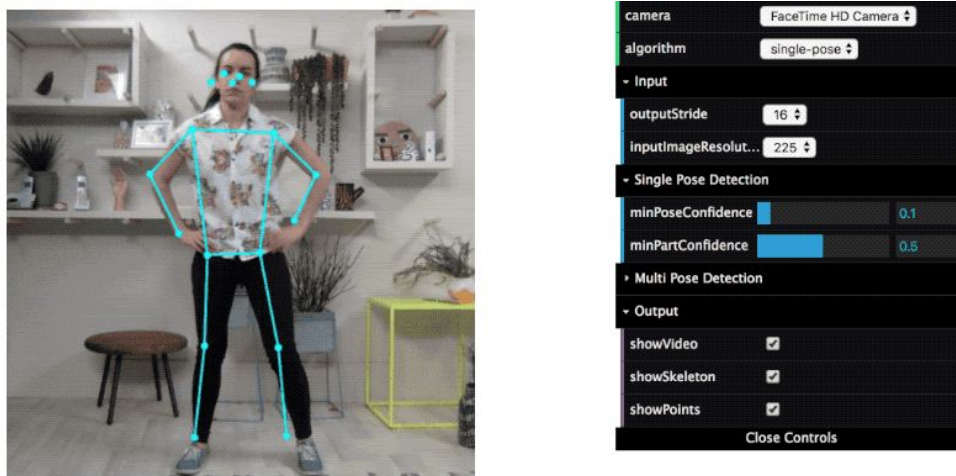 camera FaceTime HD Camera
algorithm single-pose
Input
outputStride 16
inputImageResolut... 225
Single Pose Detection
minPoseConfidence 0.1
minPartConfidence 0.5
Multi Pose Detection
Output
showVideo
showSkeleton
showPoints
Close Controls